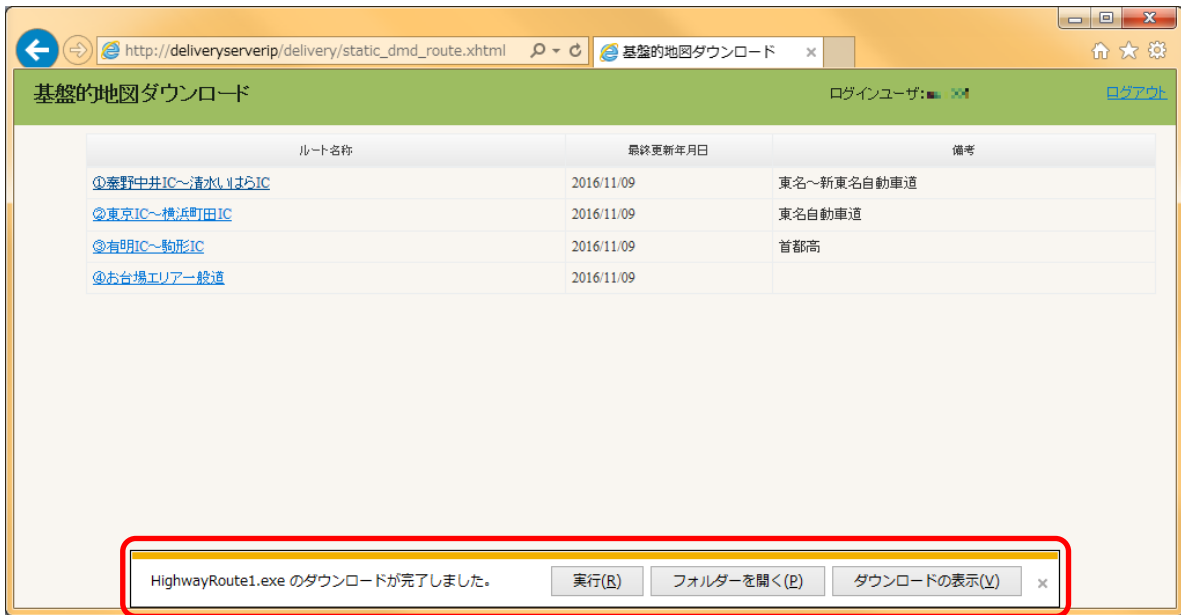 http://deliveryserverip/delivery/static_dmd_route.xhtml
基盤的地図ダウンロード
基盤的地図ダウンロード
ログインユーザ:
ログアウト
ルート名称 最終更新年月日 備考
①秦野中井IC～清水いはらIC 2016/11/09 東名～新東名自動車道
②東京IC～横浜町田IC 2016/11/09 東名自動車道
③有明IC～駒形IC 2016/11/09 首都高
④お台場エリア一般道 2016/11/09
HighwayRoute1.exe のダウンロードが完了しました。 実行(R) フォルダーを開く(P) ダウンロードの表示(V) ×